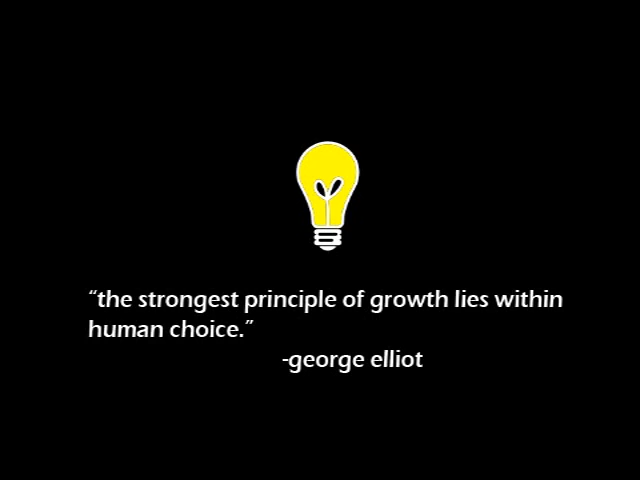 “the strongest principle of growth lies within
human choice.”
-george elliot